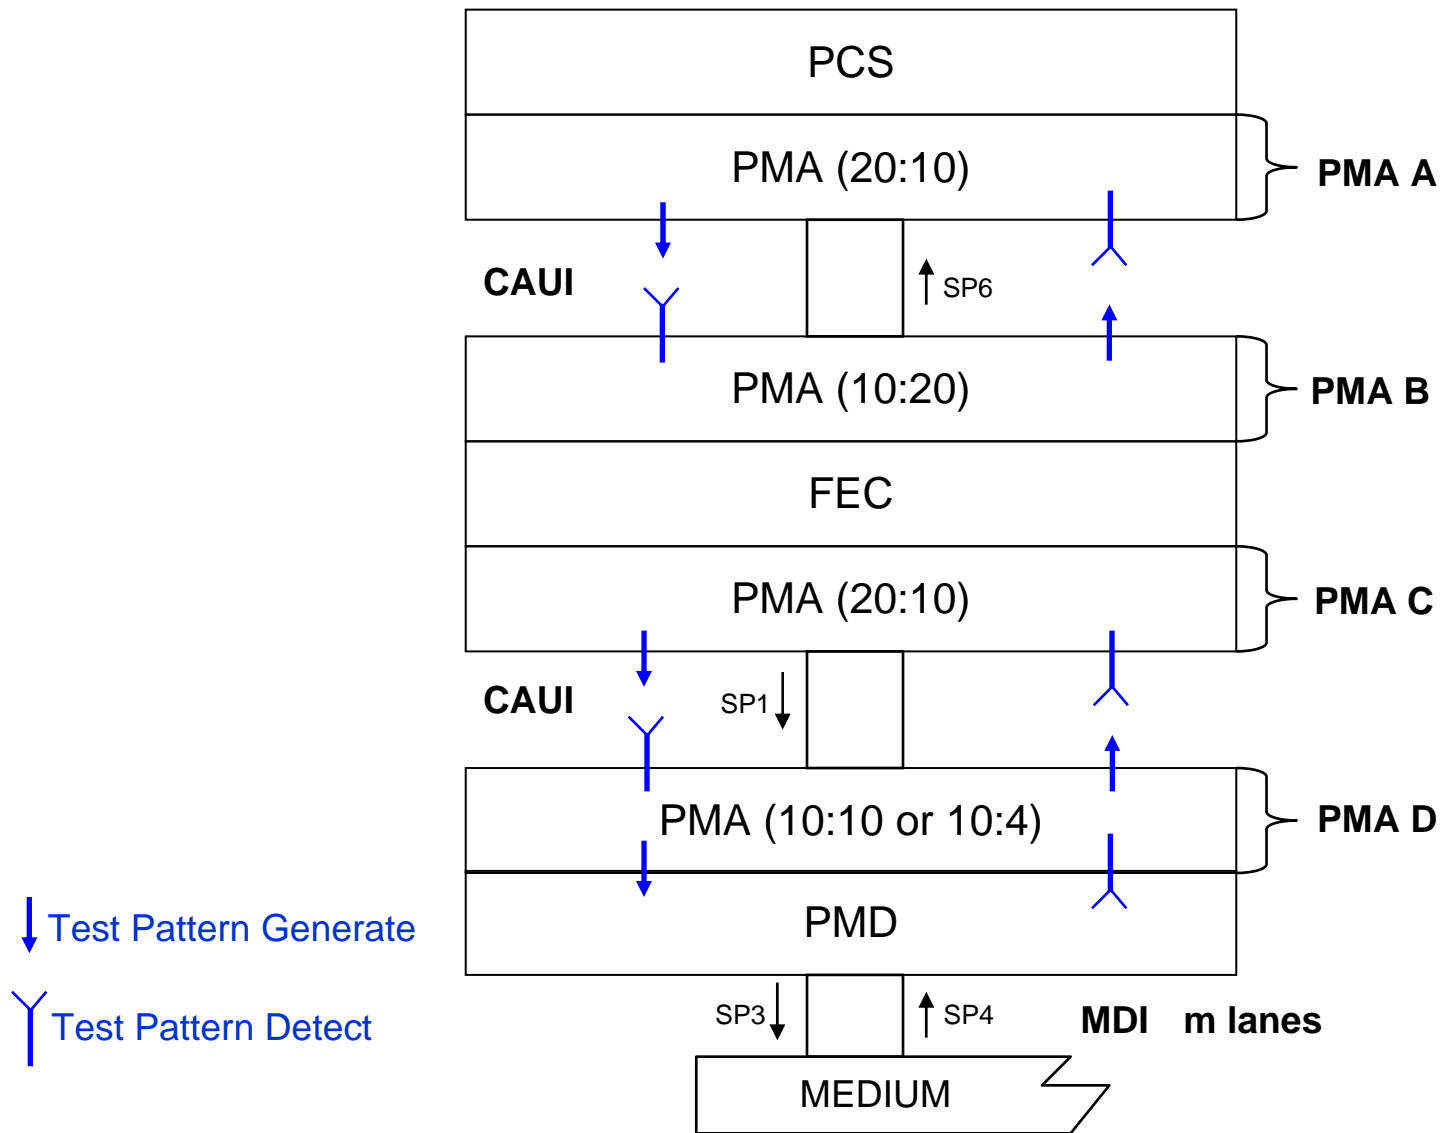 PCS
PMA (20:10)
PMA A
CAUI
SP6
PMA (10:20)
PMA B
FEC
PMA (20:10)
PMA C
CAUI
SP1
PMA (10:10 or 10:4)
PMA D
Test Pattern Generate
PMD
Test Pattern Detect
SP3
SP4
MDI m lanes
MEDIUM